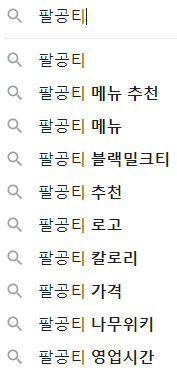 팔공티
팔공티
팔공티 메뉴 추천
팔공티 메뉴
팔공티 블랙밀크티
팔공티 추천
팔공티 로고
팔공티 칼로리
팔공티 가격
팔공티 나무위키
팔공티 영업시간